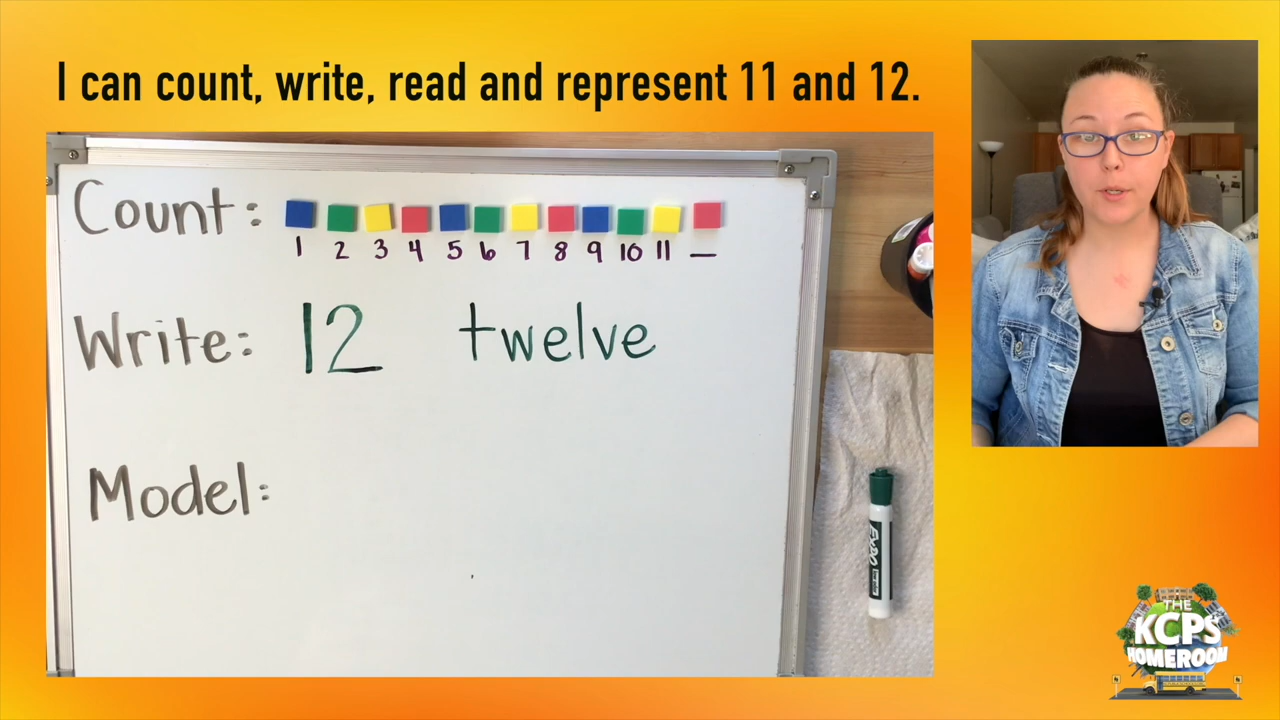 I can count, write, read and represent 11 and 12.
Count:
1 2 3 4 5 6 7 8 9 10 11 _
Write: 12 twelve
Model:
EXPO
THE
KCPS
HOMEROOM